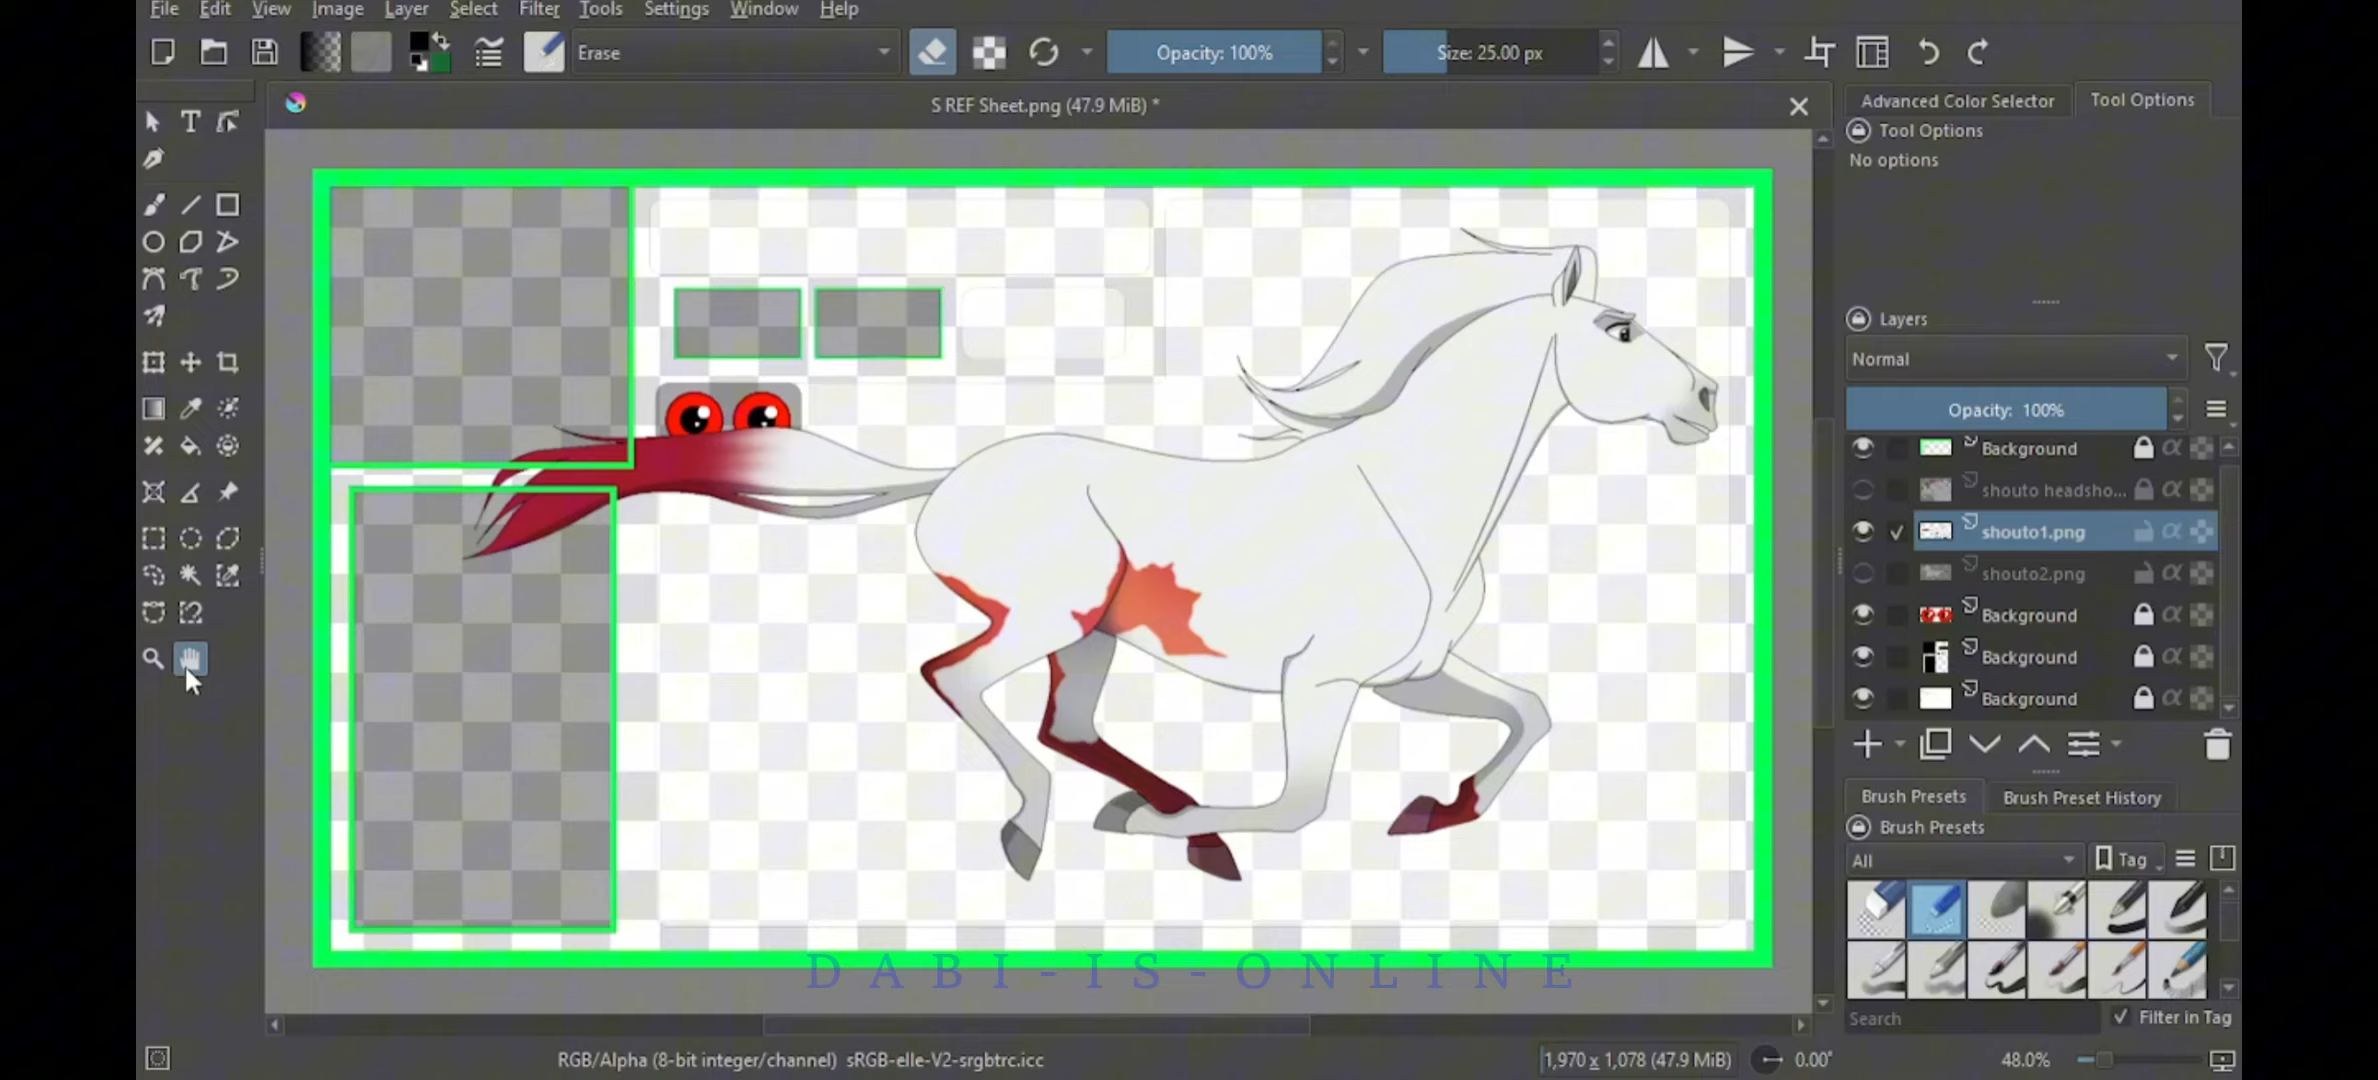 File Edit View Image Layer Select Filter Tools Settings Window Help
Erase
Opacity: 100%
Size: 25.00 px
S REF Sheet.png (47.9 MiB) *
Advanced Color Selector
Tool Options
Tool Options
No options
Layers
Normal
Opacity: 100%
Background
shouto headsho...
shouto1.png
shouto2.png
Background
Background
Background
Brush Presets
Brush Preset History
Brush Presets
All
Tag
Search
Filter in Tag
DABI-IS-ONLINE
RGB/Alpha (8-bit integer/channel) sRGB-elle-V2-srgbtrc.icc
1,970 x 1,078 (47.9 MiB)
0.00°
48.0%